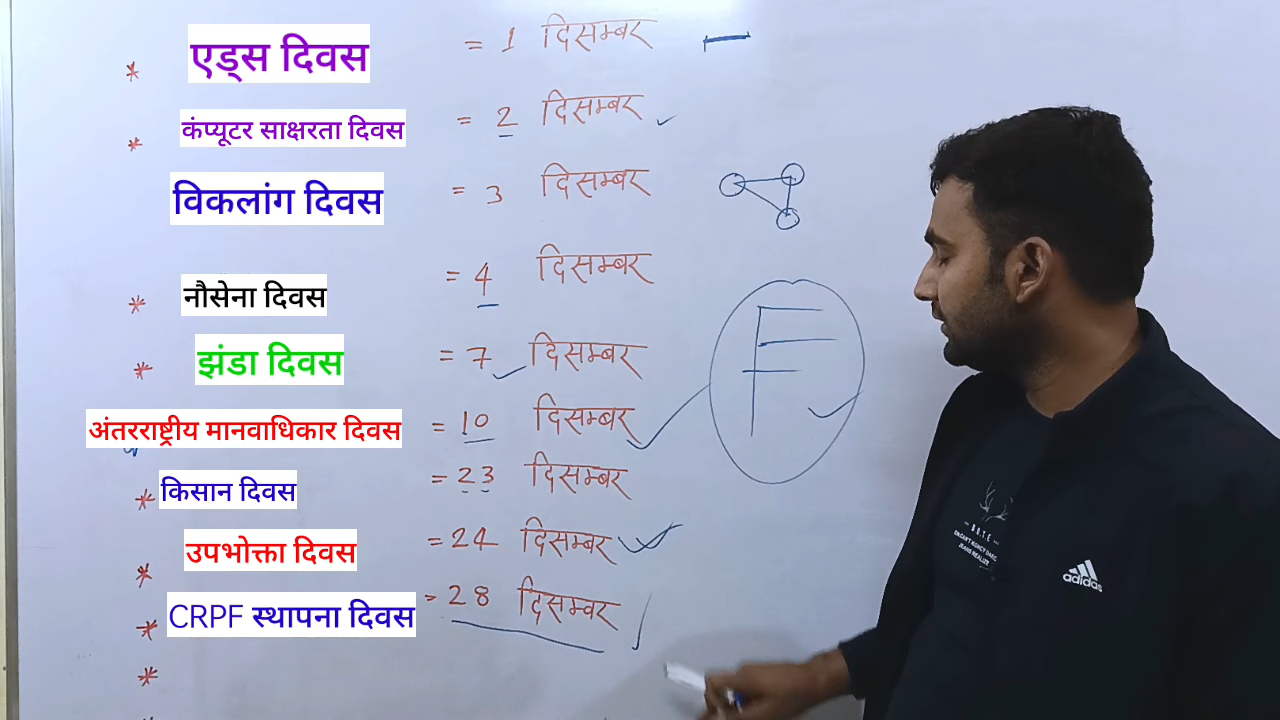 * एड्स दिवस = 1 दिसम्बर
* कंप्यूटर साक्षरता दिवस = 2 दिसम्बर
विकलांग दिवस = 3 दिसम्बर
* नौसेना दिवस = 4 दिसम्बर
* झंडा दिवस = 7 दिसम्बर
अंतरराष्ट्रीय मानवाधिकार दिवस = 10 दिसम्बर
* किसान दिवस = 23 दिसम्बर
* उपभोक्ता दिवस = 24 दिसम्बर
* CRPF स्थापना दिवस = 28 दिसम्बर
*
F
adidas